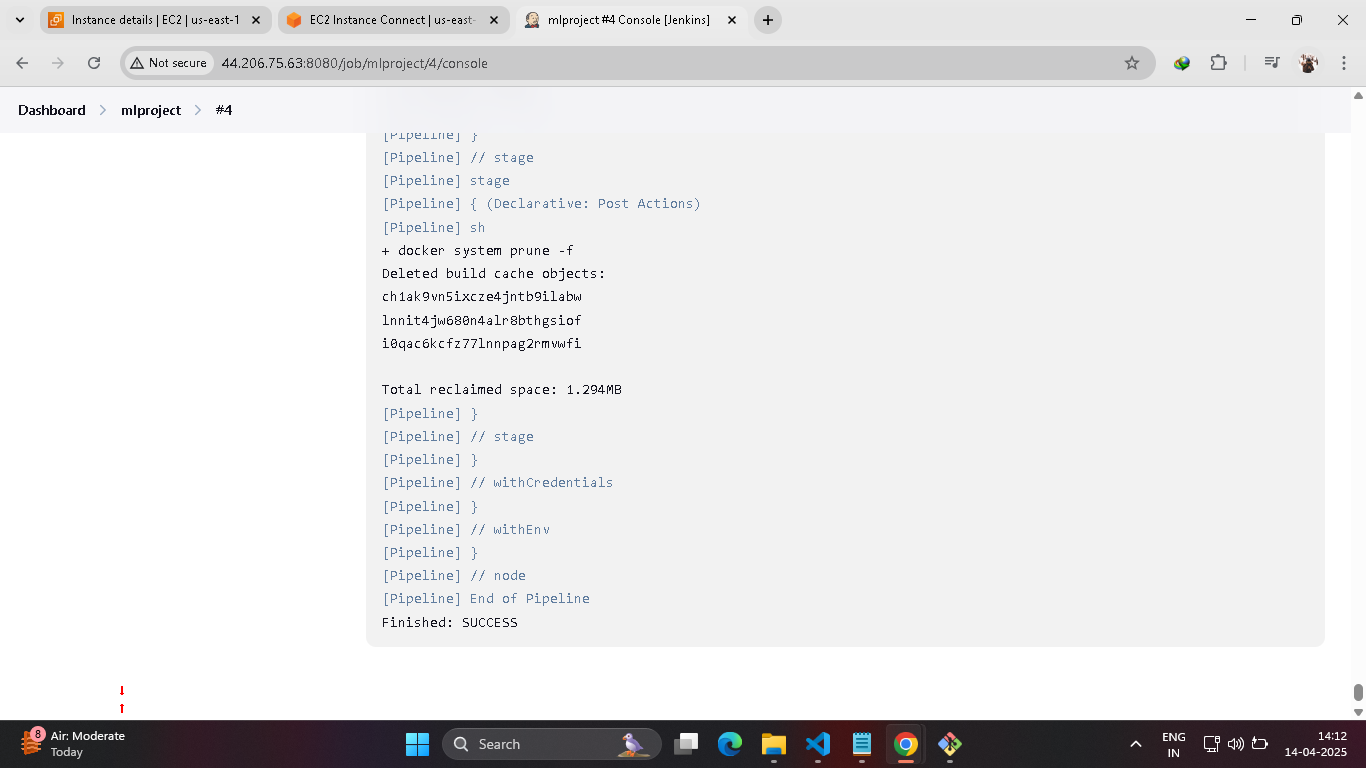 Instance details | EC2 | us-east-1
EC2 Instance Connect | us-east-
mlproject #4 Console [Jenkins]
Not secure
44.206.75.63:8080/job/mlproject/4/console
Dashboard
mlproject
#4
[Pipeline] }
[Pipeline] // stage
[Pipeline] stage
[Pipeline] { (Declarative: Post Actions)
[Pipeline] sh
+ docker system prune -f
Deleted build cache objects:
ch1ak9vn5ixcze4jntb9ilabw
lnnit4jw680n4alr8bthgsiof
i0qac6kcfz77lnnpag2rmvwfi
Total reclaimed space: 1.294MB
[Pipeline] }
[Pipeline] // stage
[Pipeline] }
[Pipeline] // withCredentials
[Pipeline] }
[Pipeline] // withEnv
[Pipeline] }
[Pipeline] // node
[Pipeline] End of Pipeline
Finished: SUCCESS
8
Air: Moderate
Today
Search
ENG
IN
14:12
14-04-2025